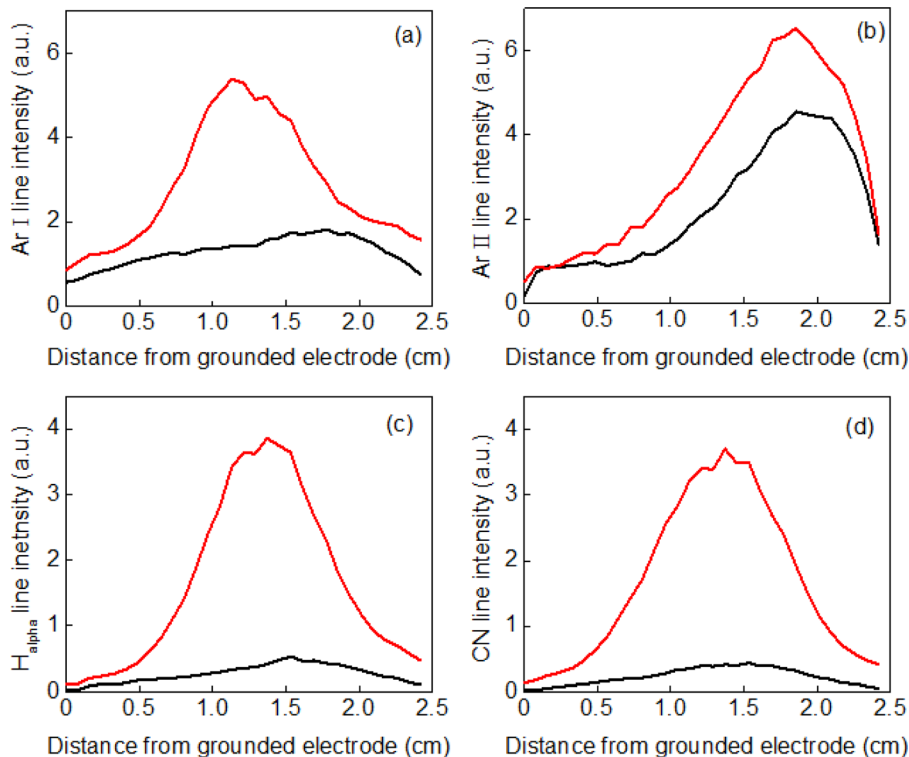 (a)
Ar I line intensity (a.u.)
6
4
2
0
0 0.5 1.0 1.5 2.0 2.5
Distance from grounded electrode (cm)
(b)
Ar II line intensity (a.u.)
6
4
2
0
0 0.5 1.0 1.5 2.0 2.5
Distance from grounded electrode (cm)
(c)
H alpha line inetnsity (a.u.)
4
3
2
1
0
0 0.5 1.0 1.5 2.0 2.5
Distance from grounded electrode (cm)
(d)
CN line intensity (a.u.)
4
3
2
1
0
0 0.5 1.0 1.5 2.0 2.5
Distance from grounded electrode (cm)